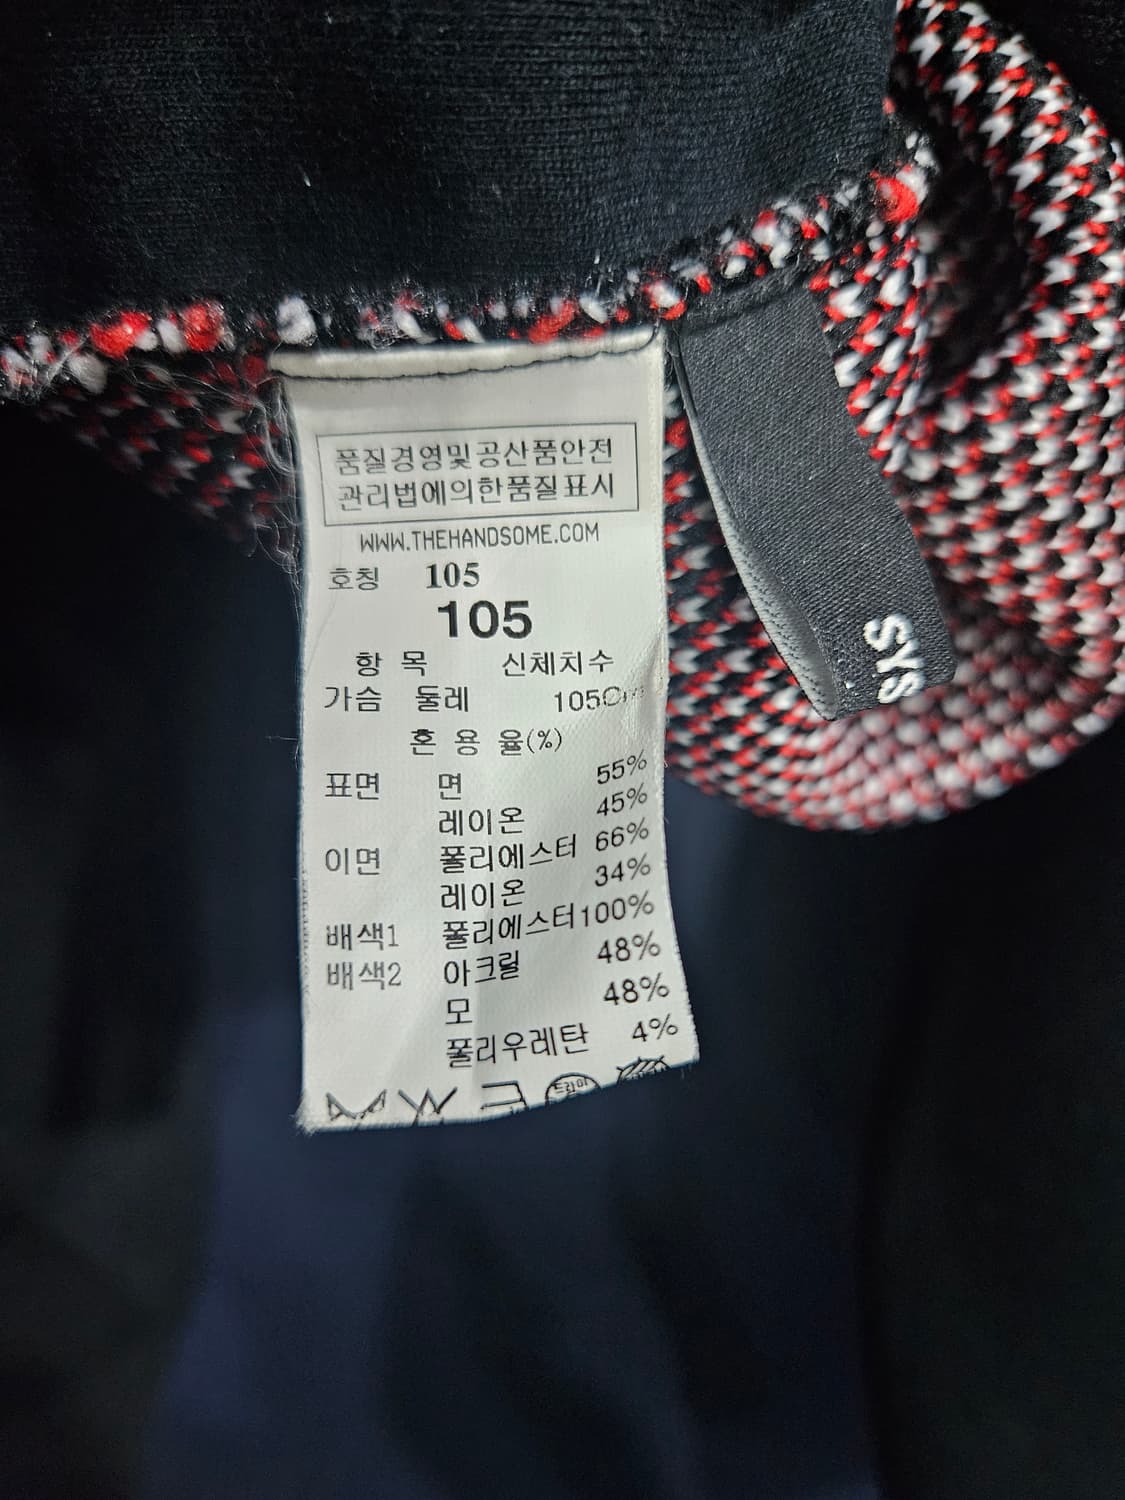 품질경영및공산품안전
관리법에의한품질표시
WWW.THEHANDSOME.COM
호칭 105
105
항 목 신체치수
가슴 둘레 105Cm
혼 용 율(%)
표면 면 55%
레이온 45%
이면 폴리에스터 66%
레이온 34%
배색1 폴리에스터100%
배색2 아크릴 48%
모 48%
폴리우레탄 4%
드라이
SYS